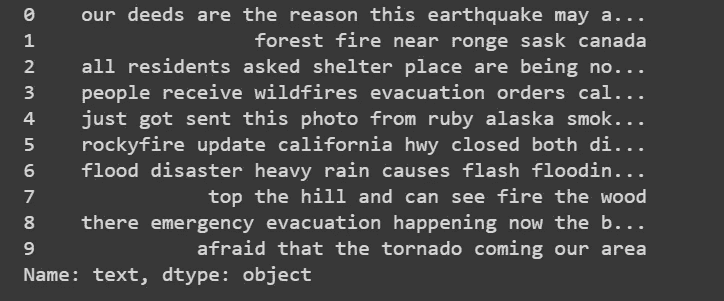 0 our deeds are the reason this earthquake may a...
1 forest fire near ronge sask canada
2 all residents asked shelter place are being no...
3 people receive wildfires evacuation orders cal...
4 just got sent this photo from ruby alaska smok...
5 rockyfire update california hwy closed both di...
6 flood disaster heavy rain causes flash floodin...
7 top the hill and can see fire the wood
8 there emergency evacuation happening now the b...
9 afraid that the tornado coming our area
Name: text, dtype: object